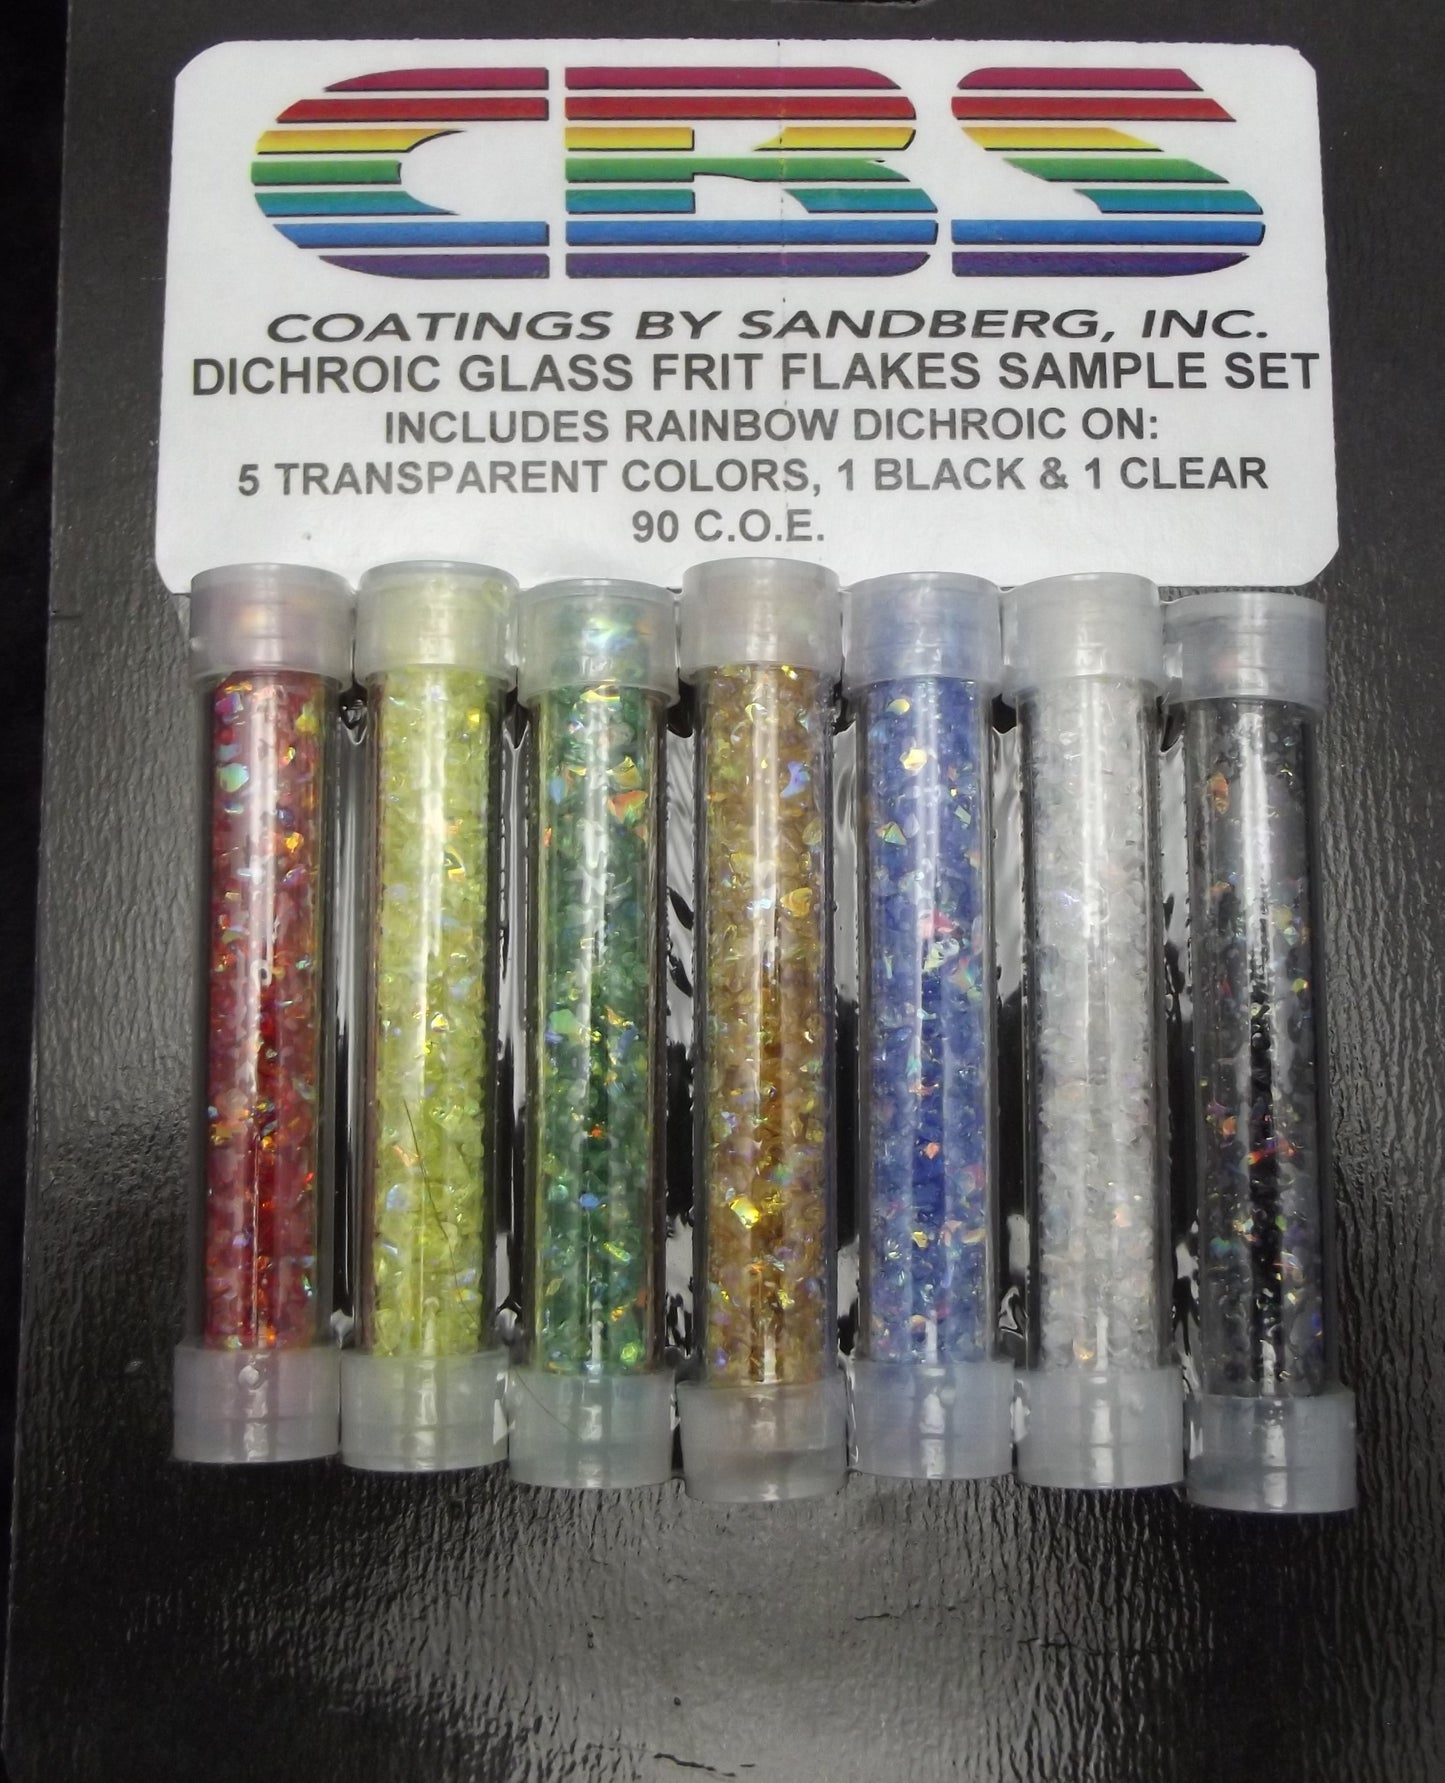 CBS
COATINGS BY SANDBERG, INC.
DICHROIC GLASS FRIT FLAKES SAMPLE SET
INCLUDES RAINBOW DICHROIC ON:
5 TRANSPARENT COLORS, 1 BLACK & 1 CLEAR
90 C.O.E.